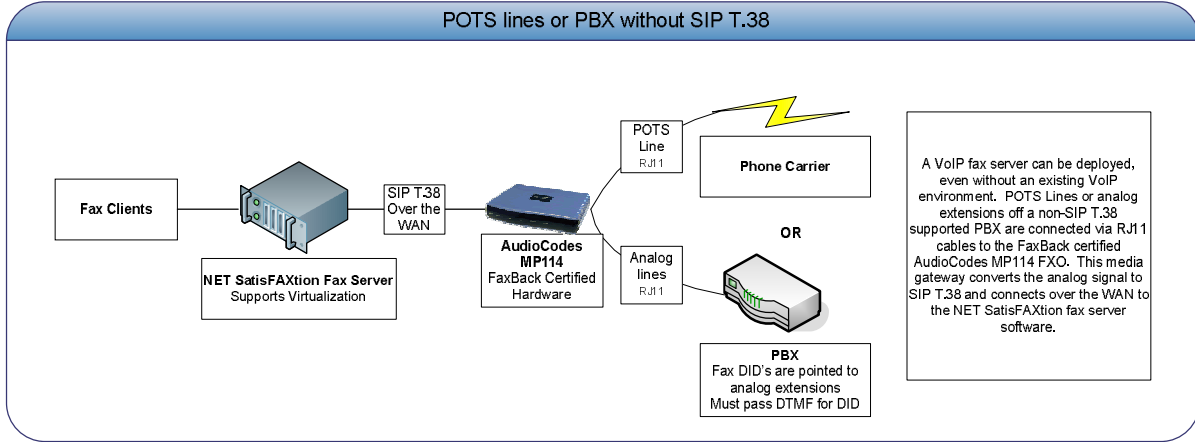 POTS lines or PBX without SIP T.38
Fax Clients
NET SatisFAXtion Fax Server
Supports Virtualization
SIP T.38
Over the
WAN
AudioCodes
MP114
FaxBack Certified
Hardware
POTS
Line
RJ11
Analog
lines
RJ11
Phone Carrier
OR
PBX
Fax DID's are pointed to
analog extensions
Must pass DTMF for DID
A VoIP fax server can be deployed,
even without an existing VoIP
environment. POTS Lines or analog
extensions off a non-SIP T.38
supported PBX are connected via RJ11
cables to the FaxBack certified
AudioCodes MP114 FXO. This media
gateway converts the analog signal to
SIP T.38 and connects over the WAN to
the NET SatisFAXtion fax server
software.